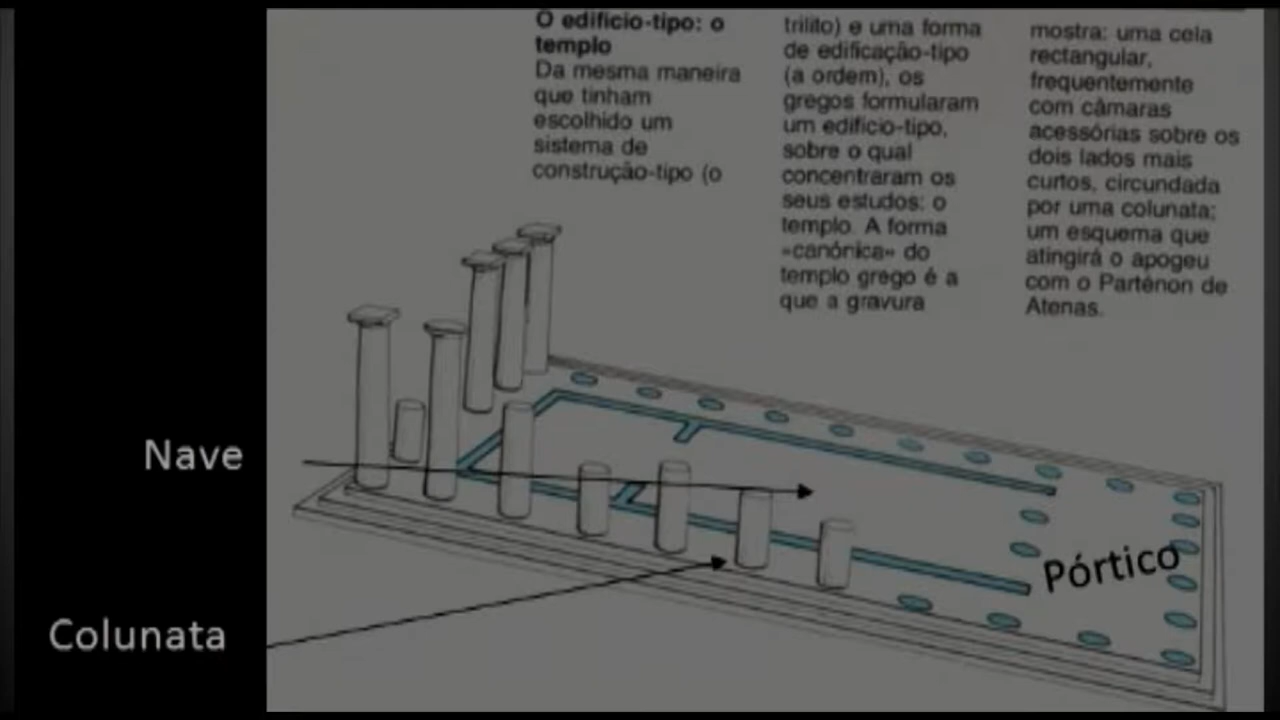 O edifício-tipo: o
templo
Da mesma maneira
que tinham
escolhido um
sistema de
construção-tipo (o
trilito) e uma forma
de edificação-tipo
(a ordem), os
gregos formularam
um edifício-tipo,
sobre o qual
concentraram os
seus estudos: o
templo. A forma
«canónica» do
templo grego é a
que a gravura
mostra: uma cela
rectangular,
frequentemente
com câmaras
acessórias sobre os
dois lados mais
curtos, circundada
por uma colunata;
um esquema que
atingirá o apogeu
com o Parténon de
Atenas.
Nave
Pórtico
Colunata